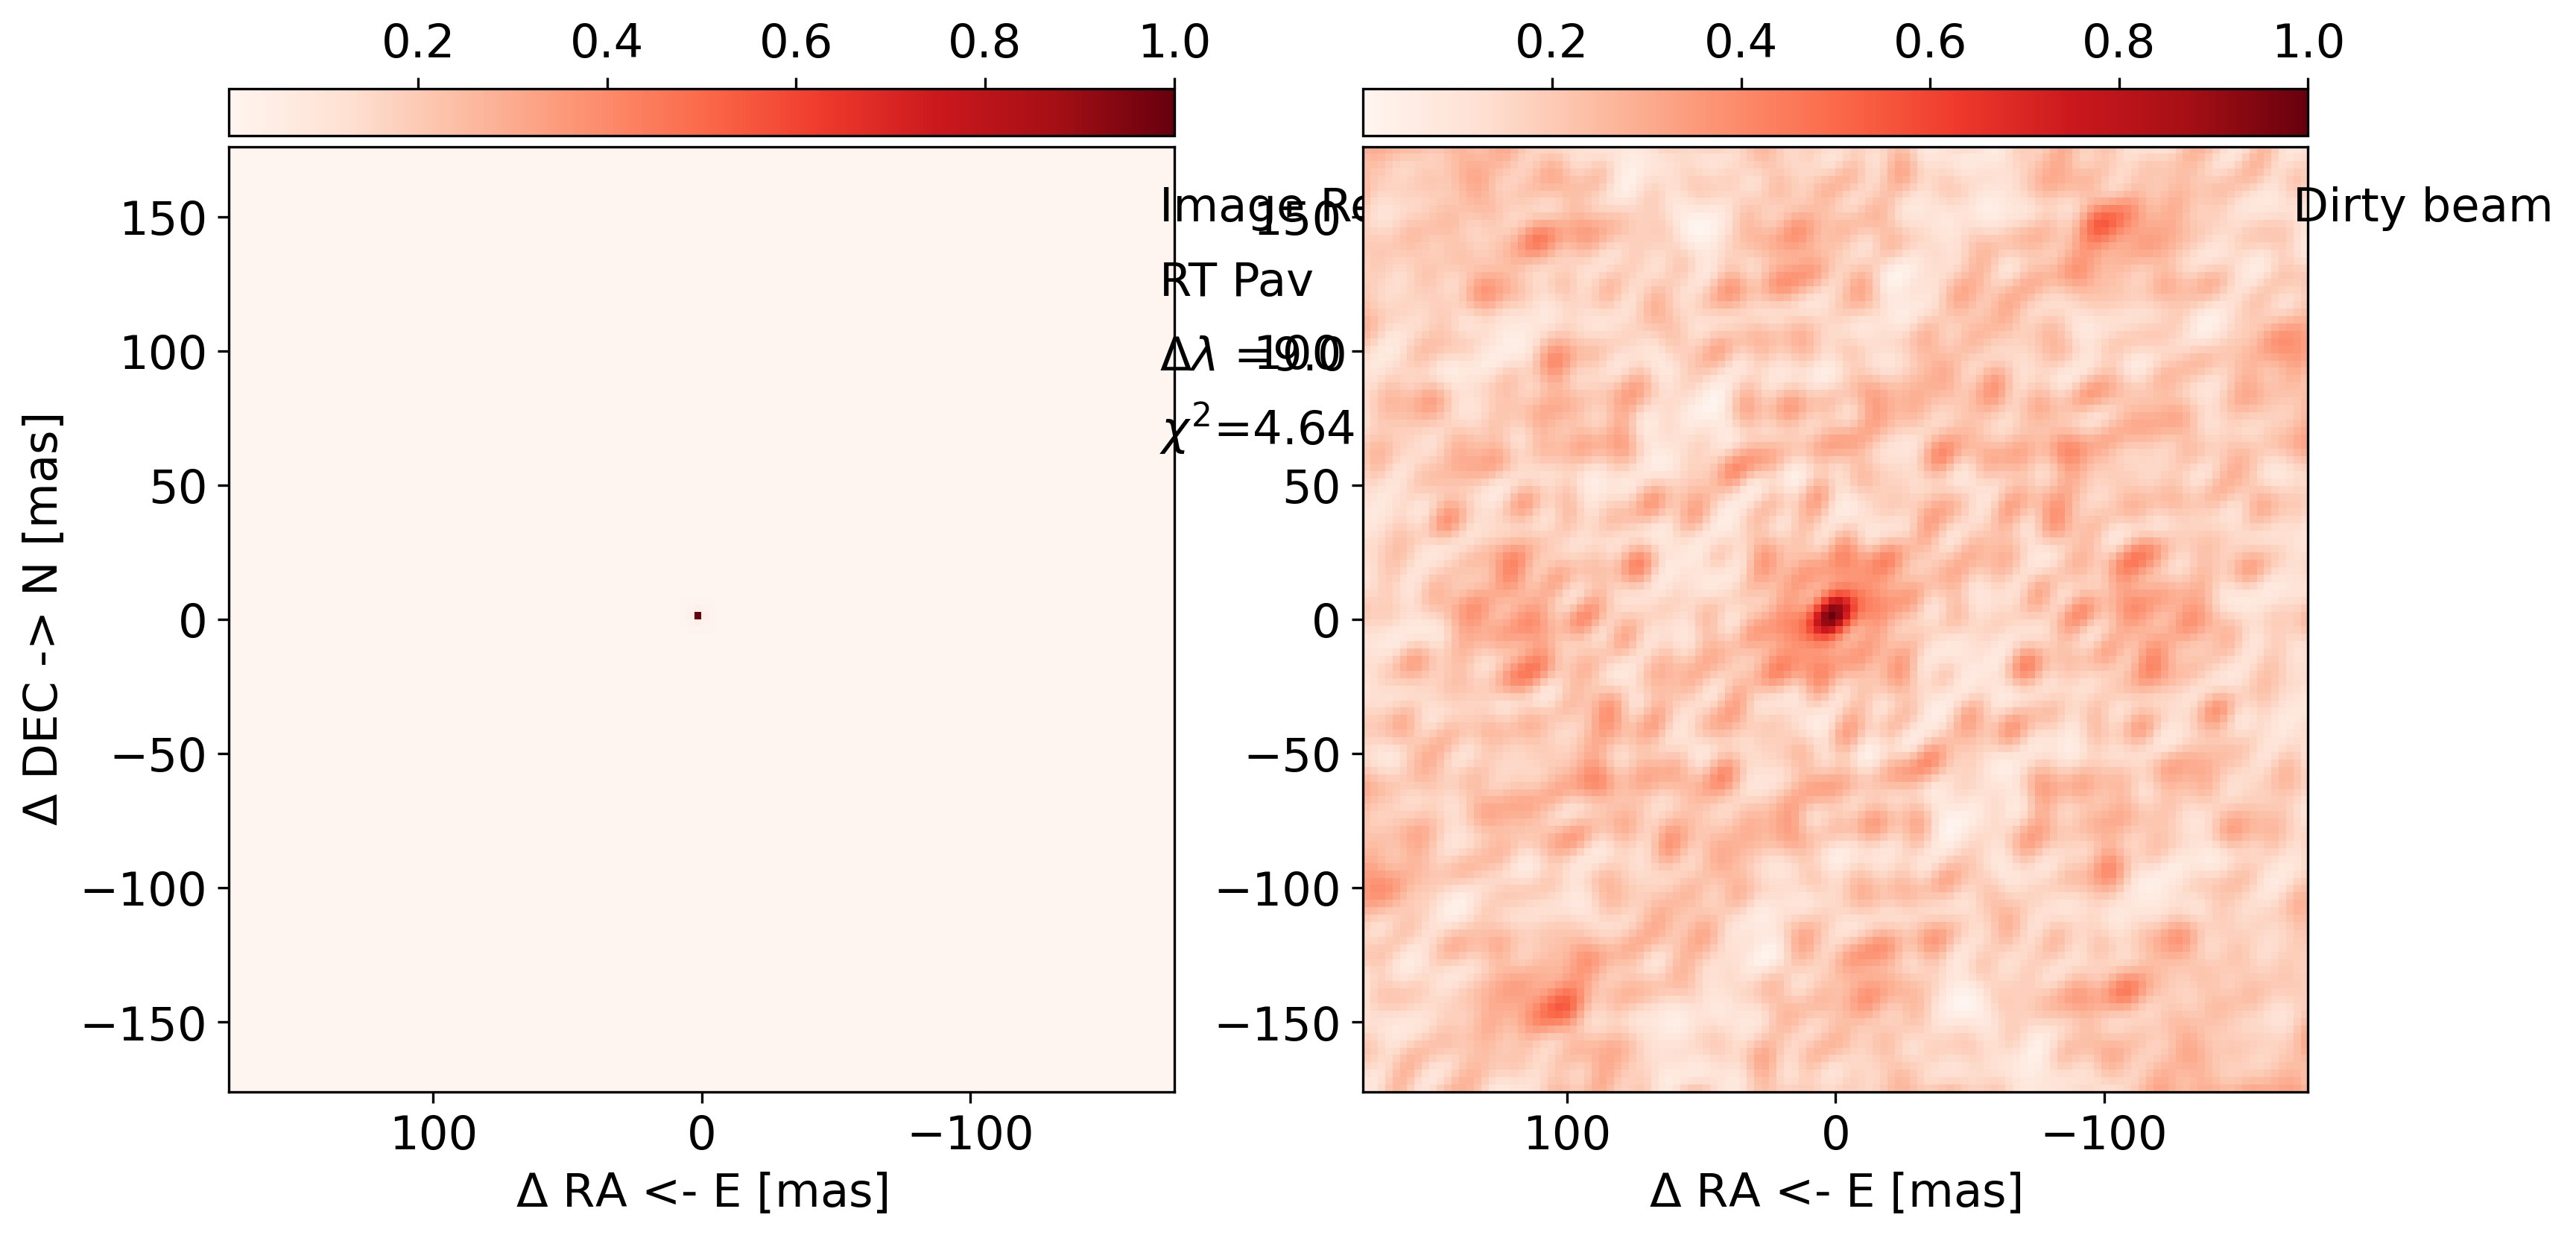 0.2 0.4 0.6 0.8 1.0
0.2 0.4 0.6 0.8 1.0
150
100
50
0
−50
−100
−150
Δ DEC -> N [mas]
100 0 −100
Δ RA <- E [mas]
Image Re
RT Pav
Δλ =9.0
χ²=4.64
150
100
50
0
−50
−100
−150
100 0 −100
Δ RA <- E [mas]
Dirty beam